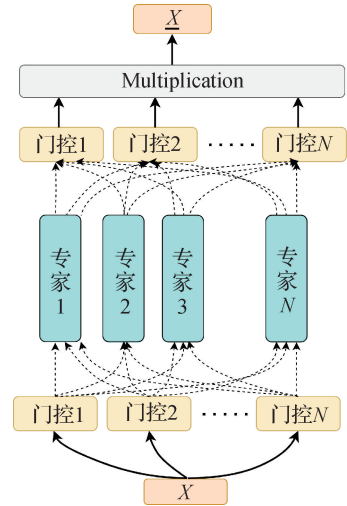 X
Multiplication
门控1 门控2 ····· 门控N
专家1 专家2 专家3 专家N
门控1 门控2 ····· 门控N
X